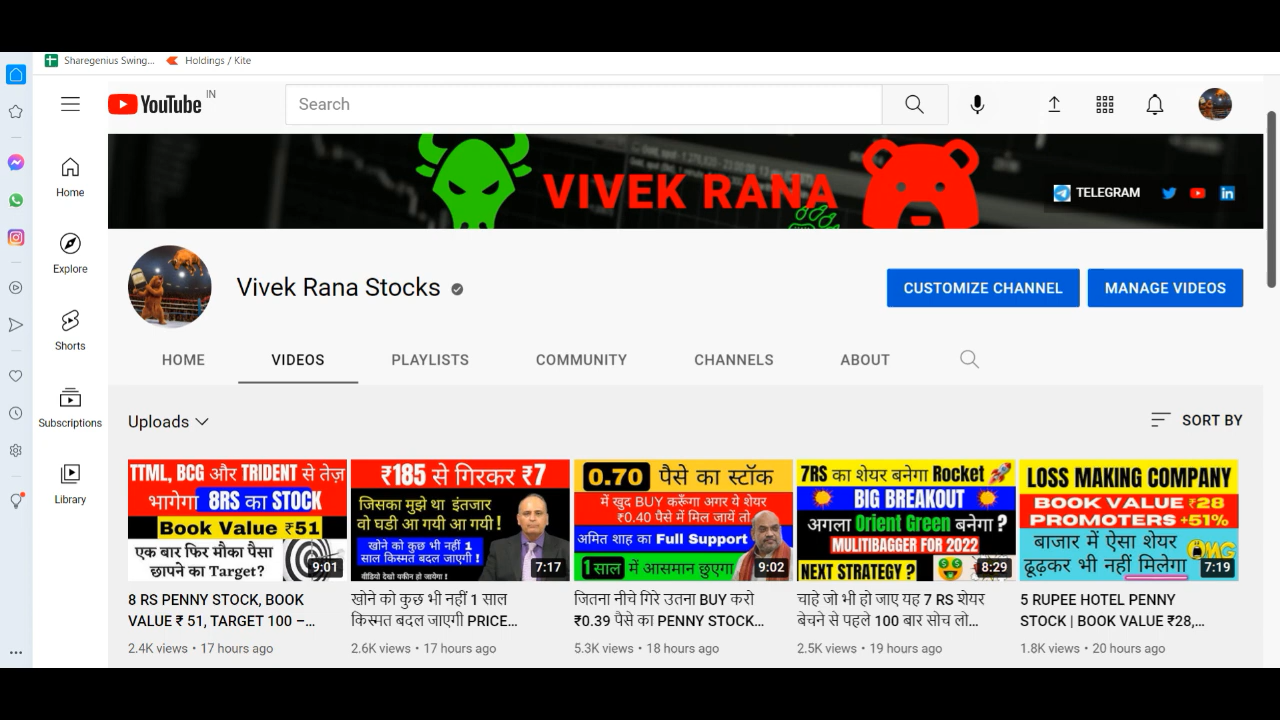 Sharegenius Swing... Holdings / Kite
YouTube IN
Search
Home
Explore
Shorts
Subscriptions
Library
VIVEK RANA
TELEGRAM
Vivek Rana Stocks
CUSTOMIZE CHANNEL
MANAGE VIDEOS
HOME VIDEOS PLAYLISTS COMMUNITY CHANNELS ABOUT
Uploads
SORT BY
TTML, BCG और TRIDENT से तेज़
भागेगा 8RS का STOCK
Book Value ₹51
एक बार फिर मौका पैसा
छापने का Target?
9:01
8 RS PENNY STOCK, BOOK
VALUE ₹ 51, TARGET 100 –...
2.4K views • 17 hours ago
₹185 से गिरकर ₹7
जिसका मुझे था इंतजार
वो घडी आ गयी आ गयी !
खोने को कुछ भी नहीं 1
साल किस्मत बदल जाएगी !
वीडियो देखो यकीन हो जायेगा !
7:17
खोने को कुछ भी नहीं 1 साल
किस्मत बदल जाएगी PRICE...
2.6K views • 17 hours ago
0.70 पैसे का स्टॉक
में खुद BUY करूँगा अगर ये शेयर
₹0.40 पैसे में मिल जायें तो
अमित शाह का Full Support
1 साल में आसमान छुएगा
9:02
जितना नीचे गिरे उतना BUY करो
₹0.39 पैसे का PENNY STOCK...
5.3K views • 18 hours ago
7RS का शेयर बनेगा Rocket
BIG BREAKOUT
अगला Orient Green बनेगा ?
MULITIBAGGER FOR 2022
NEXT STRATEGY ?
8:29
चाहे जो भी हो जाए यह 7 RS शेयर
बेचने से पहले 100 बार सोच लो...
2.5K views • 19 hours ago
LOSS MAKING COMPANY
BOOK VALUE ₹28
PROMOTERS +51%
बाजार में ऐसा शेयर
ढूढ़कर भी नहीं मिलेगा
OMG
7:19
5 RUPEE HOTEL PENNY
STOCK | BOOK VALUE ₹28,...
1.8K views • 20 hours ago